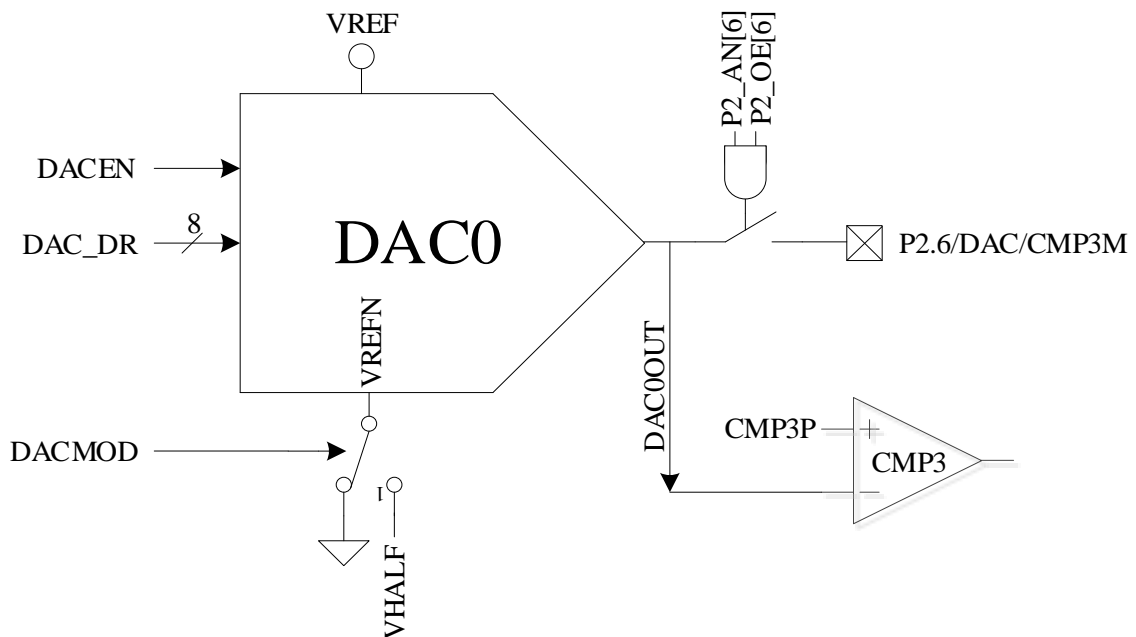 VREF
P2_AN[6]
P2_OE[6]
DACEN
8
DAC_DR
DAC0
P2.6/DAC/CMP3M
VREFN
DAC0OUT
DACMOD
CMP3P
+
CMP3
−
1
VHALF